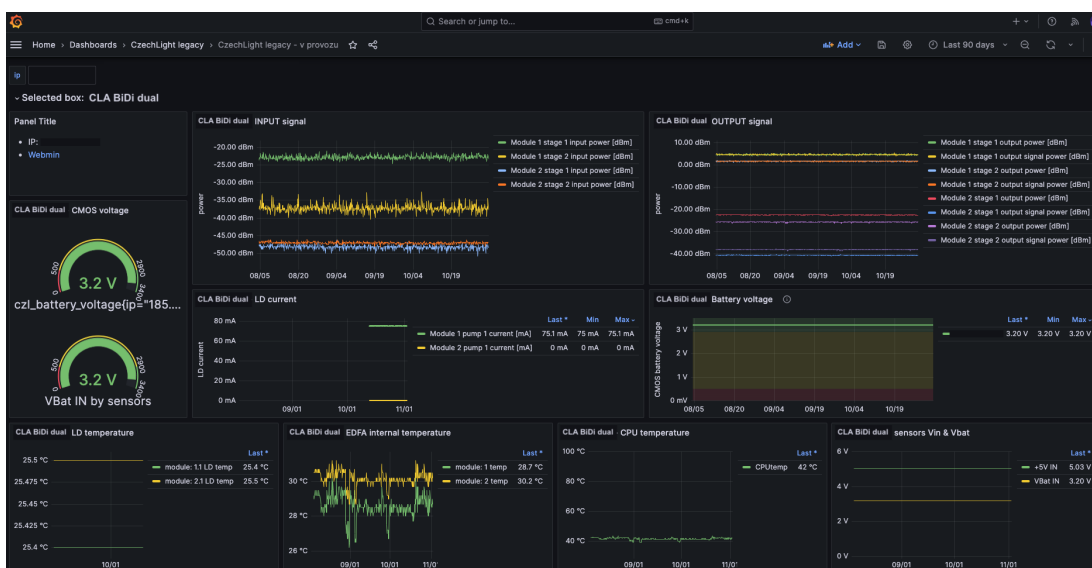 Search or jump to...
cmd+k
Home › Dashboards › CzechLight legacy › CzechLight legacy - v provozu
Add
Last 90 days
ip
Selected box: CLA BiDi dual
Panel Title
IP:
Webmin
CLA BiDi dual INPUT signal
-20.00 dBm
-25.00 dBm
-30.00 dBm
-35.00 dBm
-40.00 dBm
-45.00 dBm
-50.00 dBm
power
08/05 08/20 09/04 09/19 10/04 10/19
Module 1 stage 1 input power [dBm]
Module 1 stage 2 input power [dBm]
Module 2 stage 1 input power [dBm]
Module 2 stage 2 input power [dBm]
CLA BiDi dual OUTPUT signal
10.00 dBm
0.00 dBm
-10.00 dBm
-20.00 dBm
-30.00 dBm
-40.00 dBm
power
08/05 08/20 09/04 09/19 10/04 10/19
Module 1 stage 1 output power [dBm]
Module 1 stage 1 output signal power [dBm]
Module 1 stage 2 output power [dBm]
Module 1 stage 2 output signal power [dBm]
Module 2 stage 1 output power [dBm]
Module 2 stage 1 output signal power [dBm]
Module 2 stage 2 output power [dBm]
Module 2 stage 2 output signal power [dBm]
CLA BiDi dual CMOS voltage
0 500 2900 3400
3.2 V
czl_battery_voltage{ip="185....
0 500 2900 3400
3.2 V
VBat IN by sensors
CLA BiDi dual LD current
80 mA
60 mA
40 mA
20 mA
0 mA
LD current
09/01 10/01 11/01
Last * Min Max
Module 1 pump 1 current [mA] 75.1 mA 75 mA 75.1 mA
Module 2 pump 1 current [mA] 0 mA 0 mA 0 mA
CLA BiDi dual Battery voltage
3 V
2 V
1 V
0 mV
CMOS battery voltage
08/05 08/20 09/04 09/19 10/04 10/19
Last * Min Max
3.20 V 3.20 V 3.20 V
CLA BiDi dual LD temperature
25.5 °C
25.475 °C
25.45 °C
25.425 °C
25.4 °C
10/01
Last *
module: 1.1 LD temp 25.4 °C
module: 2.1 LD temp 25.5 °C
CLA BiDi dual EDFA internal temperature
30 °C
28 °C
26 °C
09/01 10/01 11/0
Last *
module: 1 temp 28.7 °C
module: 2 temp 30.2 °C
CLA BiDi dual CPU temperature
100 °C
80 °C
60 °C
40 °C
09/01 10/01 11/01
Last *
CPUtemp 42 °C
CLA BiDi dual sensors Vin & Vbat
6 V
4 V
2 V
0 V
09/01 10/01 11/01
Last *
+5V IN 5.03 V
VBat IN 3.20 V